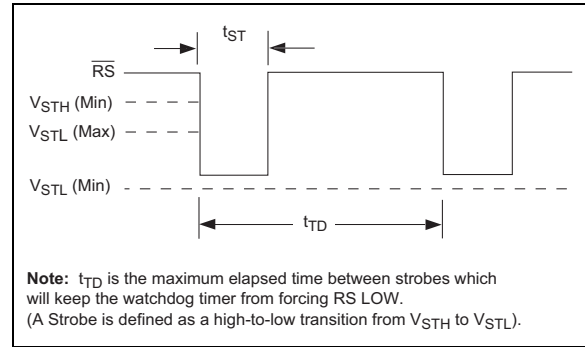 tST
RS
VSTH (Min)
VSTL (Max)
VSTL (Min)
tTD
Note: tTD is the maximum elapsed time between strobes which
will keep the watchdog timer from forcing RS LOW.
(A Strobe is defined as a high-to-low transition from VSTH to VSTL).